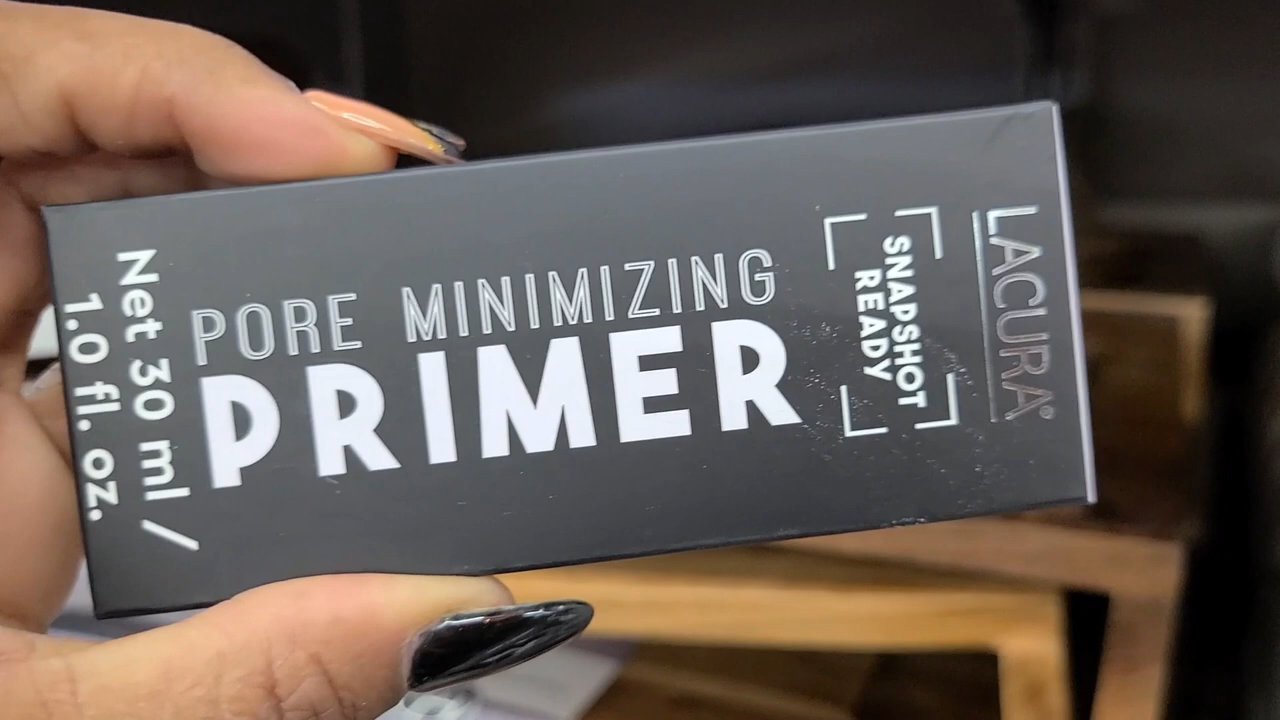 LACURA®
SNAPSHOT
READY
PORE MINIMIZING
PRIMER
Net 30 ml /
1.0 fl. oz.